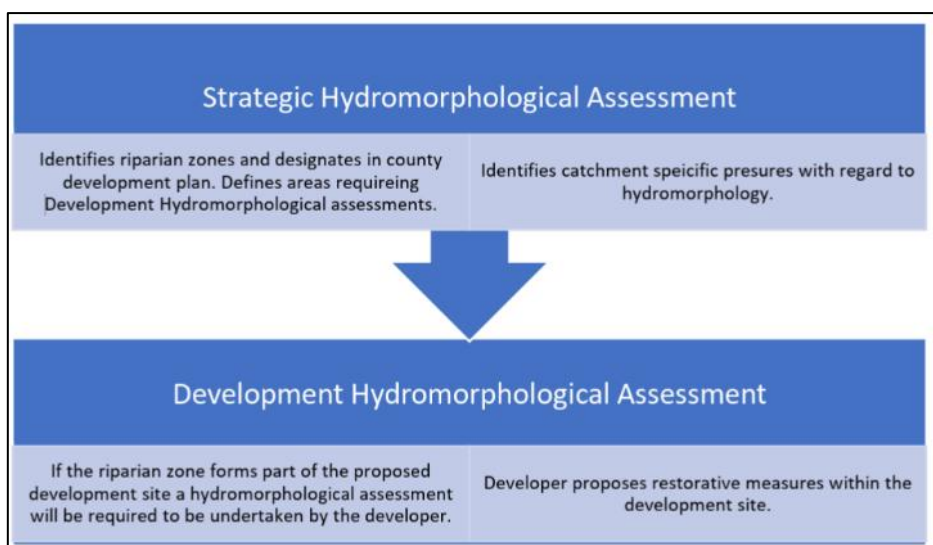 Strategic Hydromorphological Assessment
Identifies riparian zones and designates in county
development plan. Defines areas requireing
Development Hydromorphological assessments.
Identifies catchment speicific presures with regard to
hydromorphology.
Development Hydromorphological Assessment
If the riparian zone forms part of the proposed
development site a hydromorphological assessment
will be required to be undertaken by the developer.
Developer proposes restorative measures within the
development site.